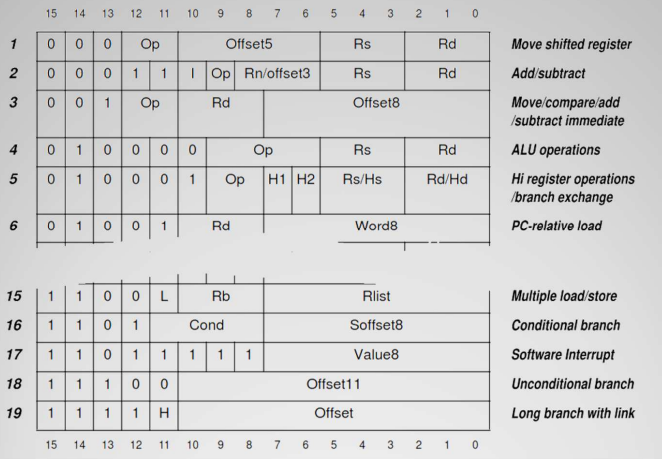 15 14 13 12 11 10 9 8 7 6 5 4 3 2 1 0
1 0 0 0 Op Offset5 Rs Rd Move shifted register
2 0 0 0 1 1 I Op Rn/offset3 Rs Rd Add/subtract
3 0 0 1 Op Rd Offset8 Move/compare/add
/subtract immediate
4 0 1 0 0 0 0 Op Rs Rd ALU operations
5 0 1 0 0 0 1 Op H1 H2 Rs/Hs Rd/Hd Hi register operations
/branch exchange
6 0 1 0 0 1 Rd Word8 PC-relative load
15 1 1 0 0 L Rb Rlist Multiple load/store
16 1 1 0 1 Cond Soffset8 Conditional branch
17 1 1 0 1 1 1 1 1 Value8 Software Interrupt
18 1 1 1 0 0 Offset11 Unconditional branch
19 1 1 1 1 H Offset Long branch with link
15 14 13 12 11 10 9 8 7 6 5 4 3 2 1 0